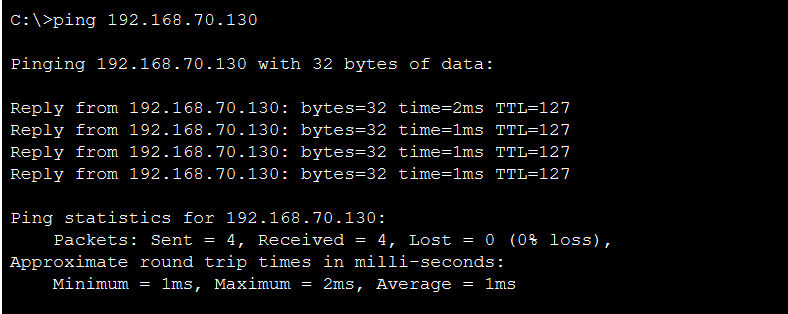 C:\>ping 192.168.70.130
Pinging 192.168.70.130 with 32 bytes of data:
Reply from 192.168.70.130: bytes=32 time=2ms TTL=127
Reply from 192.168.70.130: bytes=32 time=1ms TTL=127
Reply from 192.168.70.130: bytes=32 time=1ms TTL=127
Reply from 192.168.70.130: bytes=32 time=1ms TTL=127
Ping statistics for 192.168.70.130:
    Packets: Sent = 4, Received = 4, Lost = 0 (0% loss),
Approximate round trip times in milli-seconds:
    Minimum = 1ms, Maximum = 2ms, Average = 1ms